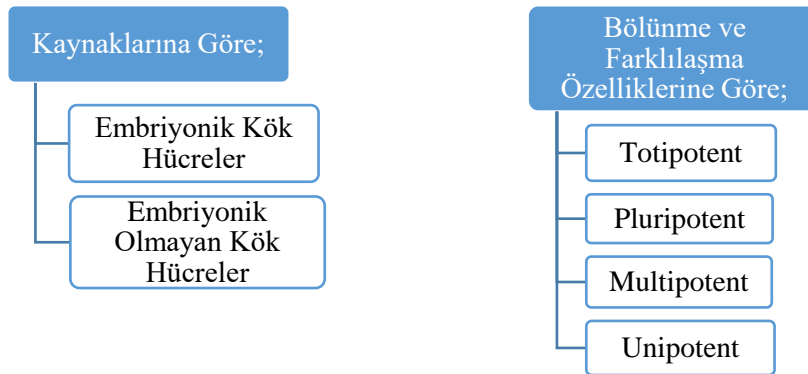 Kaynaklarına Göre;
Embriyonik Kök
Hücreler
Embriyonik
Olmayan Kök
Hücreler
Bölünme ve
Farklılaşma
Özelliklerine Göre;
Totipotent
Pluripotent
Multipotent
Unipotent